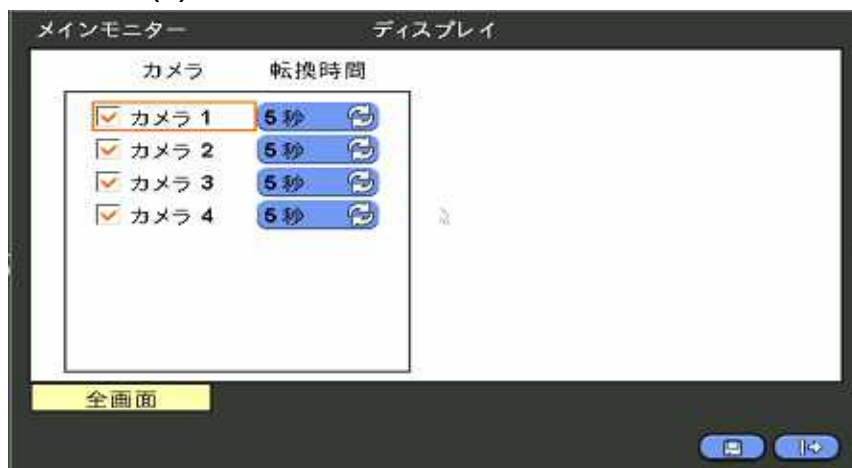 メインモニター ディスプレイ
カメラ 転換時間
カメラ 1 5 秒
カメラ 2 5 秒
カメラ 3 5 秒
カメラ 4 5 秒
全画面